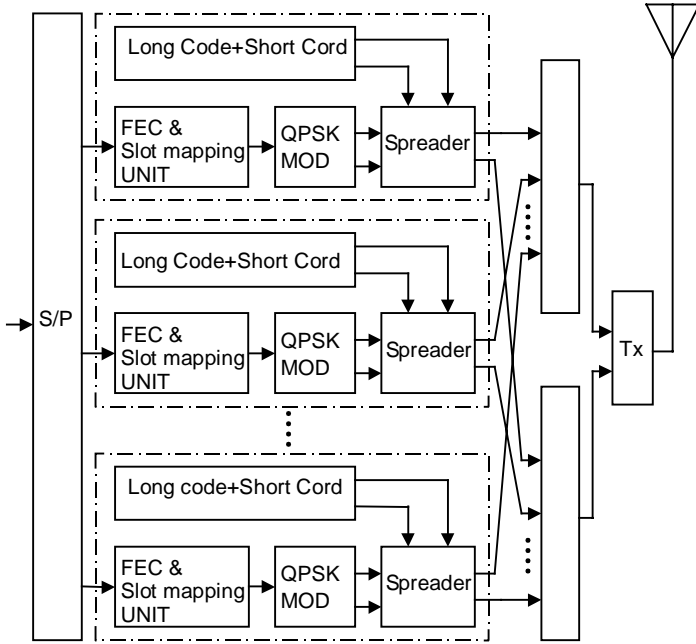 S/P
Long Code+Short Cord
FEC &
Slot mapping
UNIT
QPSK
MOD
Spreader
Long Code+Short Cord
FEC &
Slot mapping
UNIT
QPSK
MOD
Spreader
Long code+Short Cord
FEC &
Slot mapping
UNIT
QPSK
MOD
Spreader
Tx